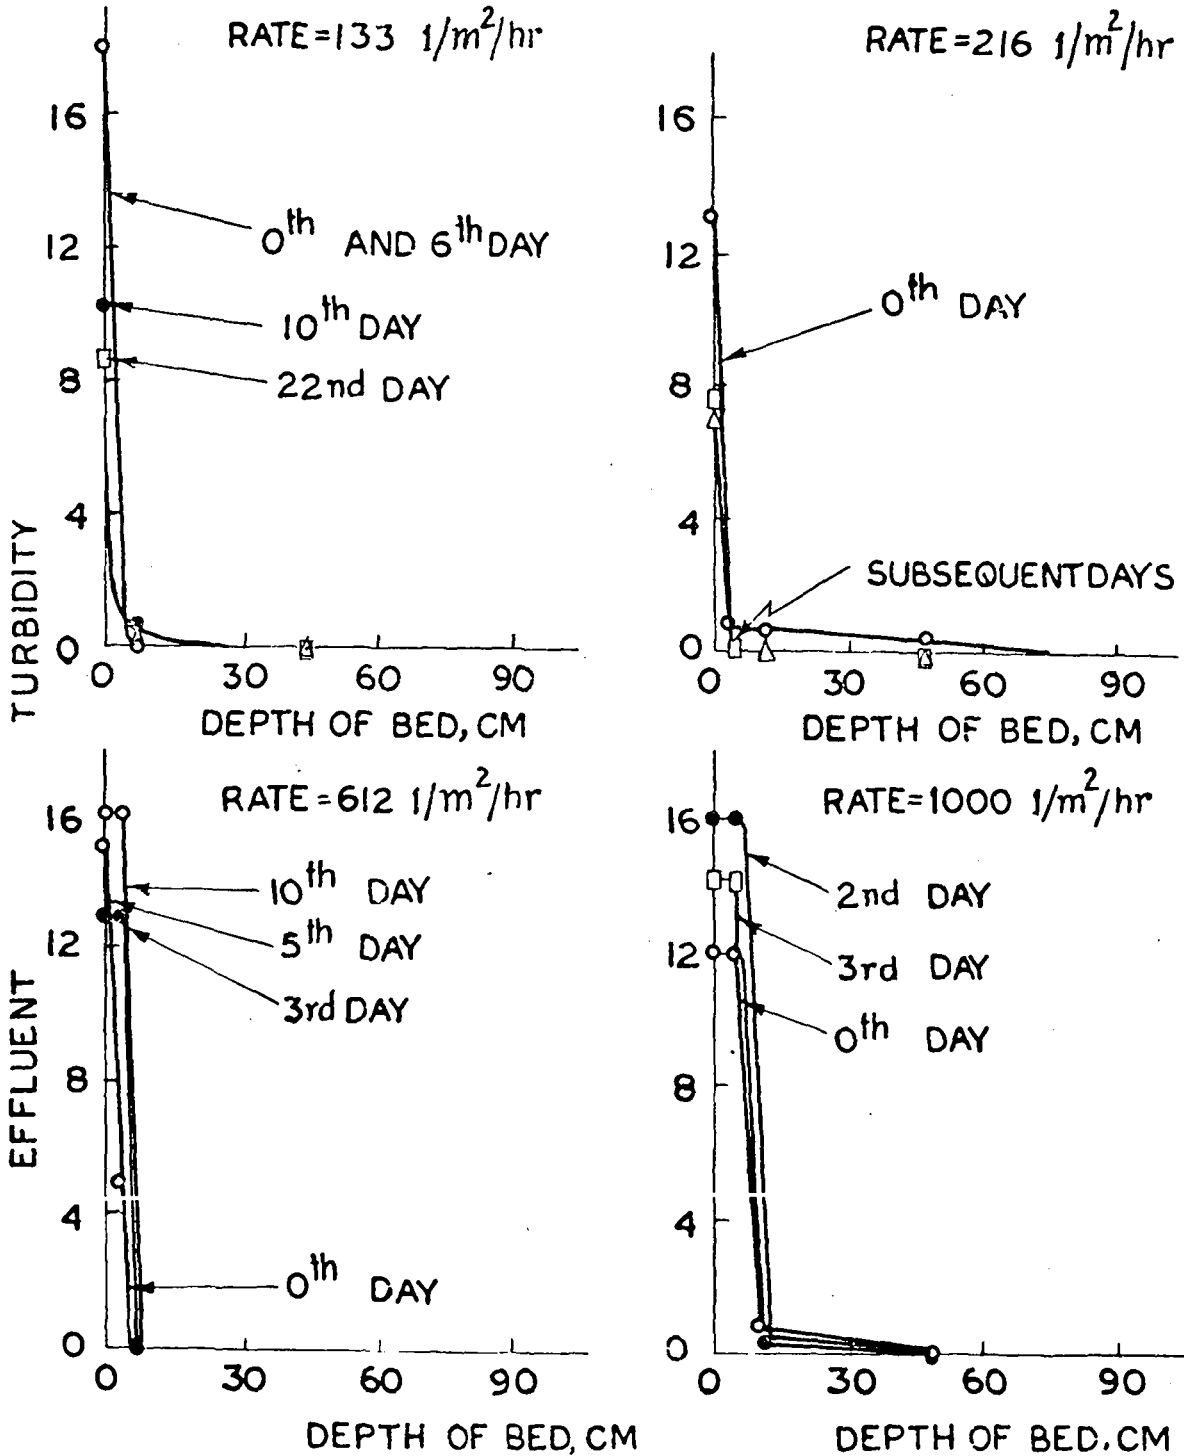 RATE=133 1/m²/hr
16
12
8
4
0
0th AND 6th DAY
10th DAY
22nd DAY
0 30 60 90
DEPTH OF BED, CM
RATE=216 1/m²/hr
16
12
8
4
0
0th DAY
SUBSEQUENT DAYS
0 30 60 90
DEPTH OF BED, CM
EFFLUENT TURBIDITY
RATE=612 1/m²/hr
16
12
8
4
0
10th DAY
5th DAY
3rd DAY
0th DAY
0 30 60 90
DEPTH OF BED, CM
RATE=1000 1/m²/hr
16
12
8
4
0
2nd DAY
3rd DAY
0th DAY
0 30 60 90
DEPTH OF BED, CM